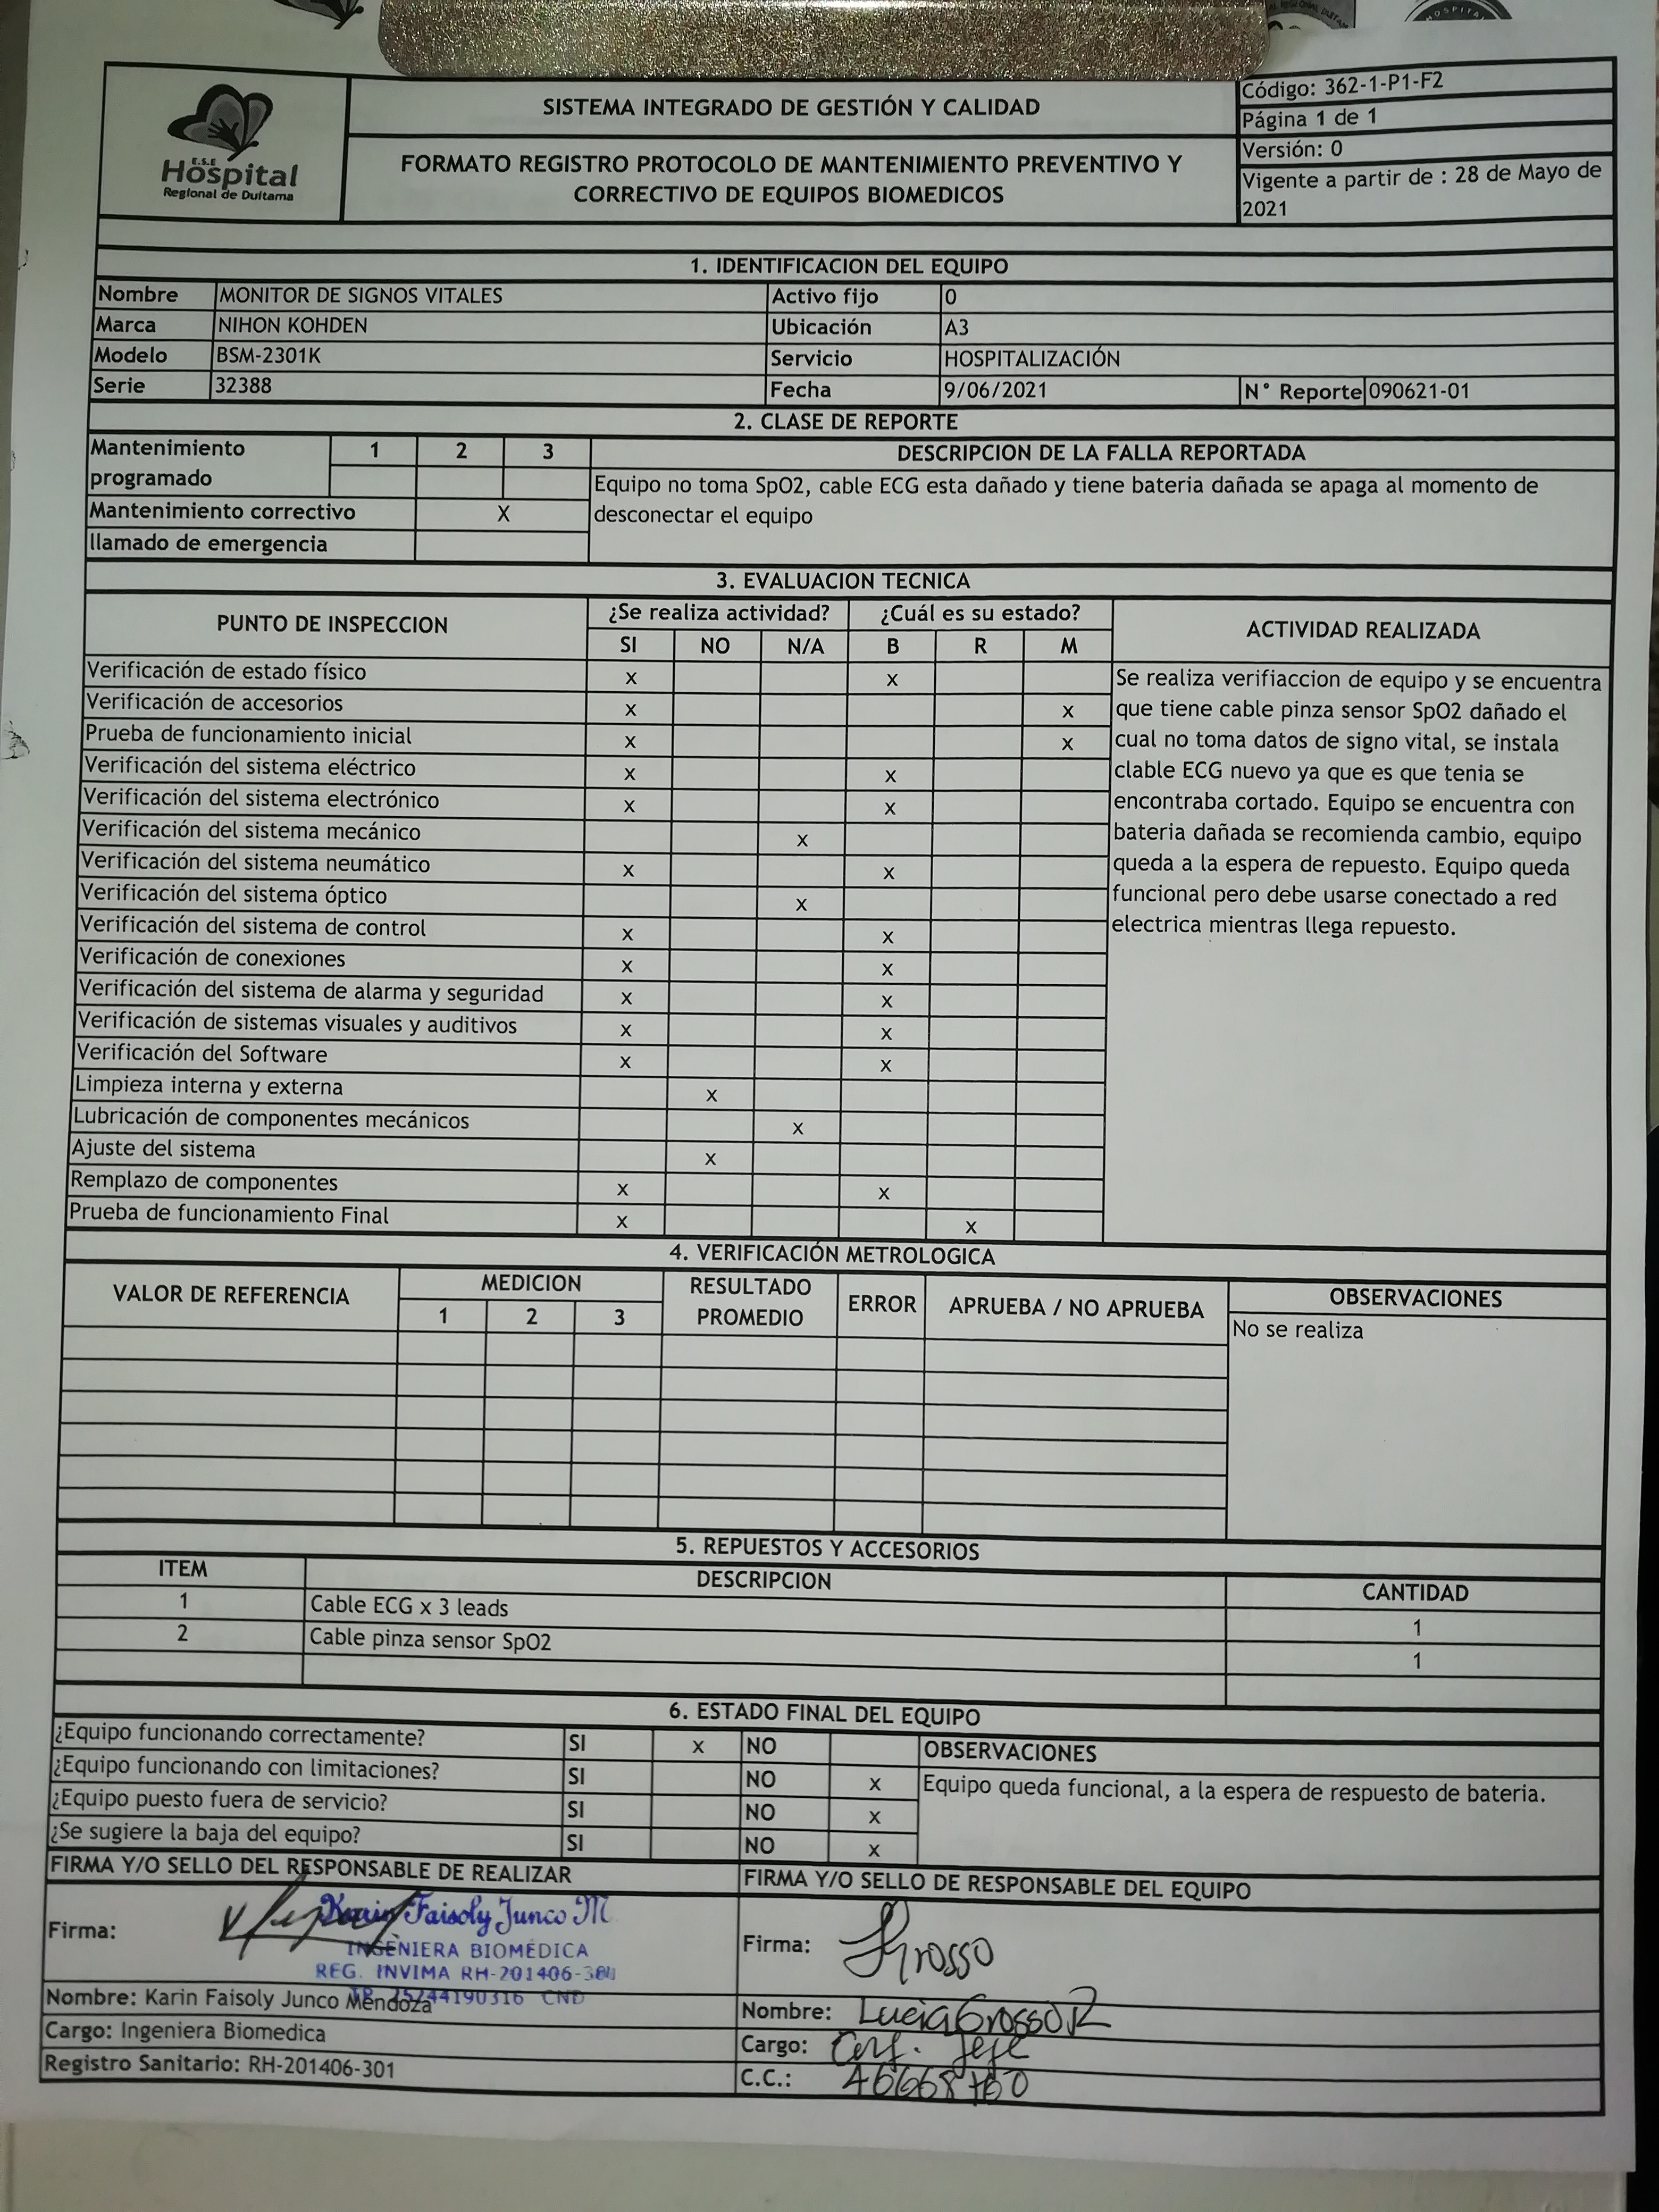 E.S.E
Hospital
Regional de Duitama
SISTEMA INTEGRADO DE GESTIÓN Y CALIDAD
FORMATO REGISTRO PROTOCOLO DE MANTENIMIENTO PREVENTIVO Y
CORRECTIVO DE EQUIPOS BIOMEDICOS
Código: 362-1-P1-F2
Página 1 de 1
Versión: 0
Vigente a partir de : 28 de Mayo de
2021
1. IDENTIFICACION DEL EQUIPO
Nombre MONITOR DE SIGNOS VITALES Activo fijo 0
Marca NIHON KOHDEN Ubicación A3
Modelo BSM-2301K Servicio HOSPITALIZACIÓN
Serie 32388 Fecha 9/06/2021 N° Reporte 090621-01
2. CLASE DE REPORTE
Mantenimiento programado 1 2 3
Mantenimiento correctivo X
llamado de emergencia
DESCRIPCION DE LA FALLA REPORTADA
Equipo no toma SpO2, cable ECG esta dañado y tiene bateria dañada se apaga al momento de
desconectar el equipo
3. EVALUACION TECNICA
PUNTO DE INSPECCION ¿Se realiza actividad? ¿Cuál es su estado? ACTIVIDAD REALIZADA
SI NO N/A B R M
Verificación de estado físico x x
Verificación de accesorios x x
Prueba de funcionamiento inicial x x
Verificación del sistema eléctrico x x
Verificación del sistema electrónico x x
Verificación del sistema mecánico x
Verificación del sistema neumático x x
Verificación del sistema óptico x
Verificación del sistema de control x x
Verificación de conexiones x x
Verificación del sistema de alarma y seguridad x x
Verificación de sistemas visuales y auditivos x x
Verificación del Software x x
Limpieza interna y externa x
Lubricación de componentes mecánicos x
Ajuste del sistema x
Remplazo de componentes x x
Prueba de funcionamiento Final x x
Se realiza verifiaccion de equipo y se encuentra
que tiene cable pinza sensor SpO2 dañado el
cual no toma datos de signo vital, se instala
clable ECG nuevo ya que es que tenia se
encontraba cortado. Equipo se encuentra con
bateria dañada se recomienda cambio, equipo
queda a la espera de repuesto. Equipo queda
funcional pero debe usarse conectado a red
electrica mientras llega repuesto.
4. VERIFICACIÓN METROLOGICA
VALOR DE REFERENCIA MEDICION RESULTADO PROMEDIO ERROR APRUEBA / NO APRUEBA OBSERVACIONES
1 2 3
No se realiza
5. REPUESTOS Y ACCESORIOS
ITEM DESCRIPCION CANTIDAD
1 Cable ECG x 3 leads 1
2 Cable pinza sensor SpO2 1
6. ESTADO FINAL DEL EQUIPO
¿Equipo funcionando correctamente? SI x NO
¿Equipo funcionando con limitaciones? SI NO x
¿Equipo puesto fuera de servicio? SI NO x
¿Se sugiere la baja del equipo? SI NO x
OBSERVACIONES
Equipo queda funcional, a la espera de respuesto de bateria.
FIRMA Y/O SELLO DEL RESPONSABLE DE REALIZAR
Firma:
Karin Faisoly Junco M
INGENIERA BIOMÉDICA
REG. INVIMA
Nombre: Karin Faisoly Junco Mendoza
Cargo: Ingeniera Biomedica
Registro Sanitario: RH-201406-301
FIRMA Y/O SELLO DE RESPONSABLE DEL EQUIPO
Firma: Grosso
Nombre: Lucia Grosso R
Cargo: Enf. Jefe
C.C.: